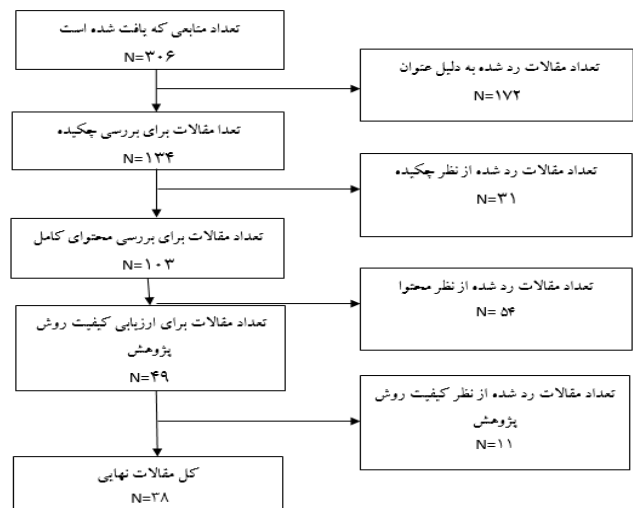 تعداد منابعی که یافت شده است
N=۳۰۶
تعداد مقالات رد شده به دلیل عنوان
N=۱۷۲
تعدا مقالات برای بررسی چکیده
N=۱۳۴
تعداد مقالات رد شده از نظر چکیده
N=۳۱
تعداد مقالات برای بررسی محتوای کامل
N=۱۰۳
تعداد مقالات رد شده از نظر محتوا
N= ۵۴
تعداد مقالات برای ارزیابی کیفیت روش
پژوهش
N=۴۹
تعداد مقالات رد شده از نظر کیفیت روش
پژوهش
N=۱۱
کل مقالات نهایی
N=۳۸